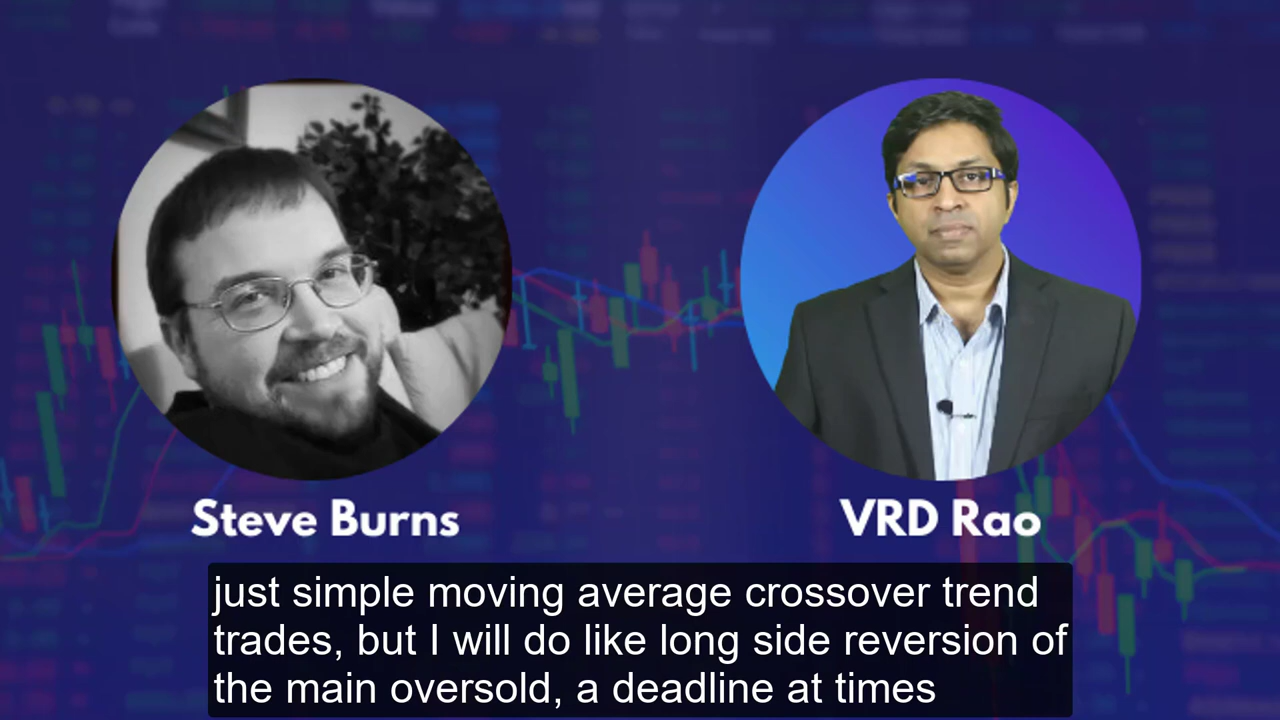 Steve Burns
VRD Rao
just simple moving average crossover trend
trades, but I will do like long side reversion of
the main oversold, a deadline at times